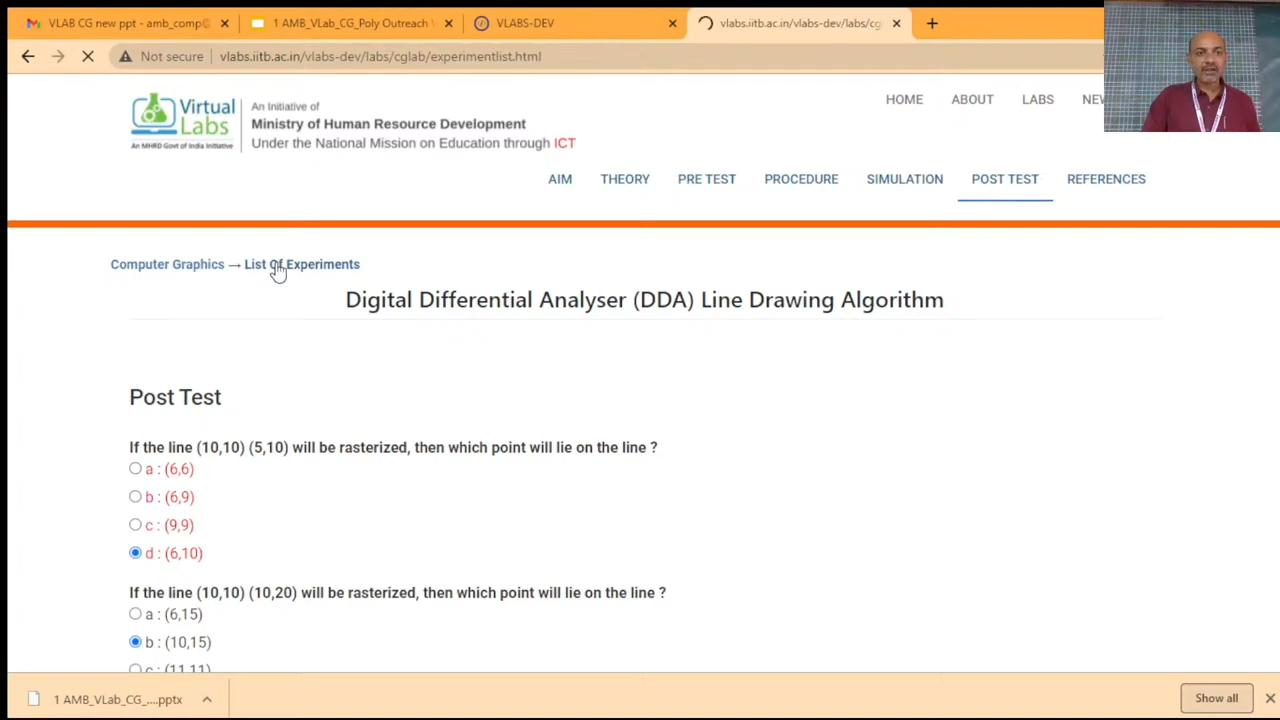 VLAB CG new ppt - amb_comp@
1 AMB_VLab_CG_Poly Outreach
VLABS-DEV
vlabs.iitb.ac.in/vlabs-dev/labs/cg
Not secure
vlabs.iitb.ac.in/vlabs-dev/labs/cglab/experimentlist.html
Virtual Labs
An MHRD Govt of India Initiative
An Initiative of
Ministry of Human Resource Development
Under the National Mission on Education through ICT
HOME ABOUT LABS
AIM THEORY PRE TEST PROCEDURE SIMULATION POST TEST REFERENCES
Computer Graphics → List Of Experiments
Digital Differential Analyser (DDA) Line Drawing Algorithm
Post Test
If the line (10,10) (5,10) will be rasterized, then which point will lie on the line ?
a : (6,6)
b : (6,9)
c : (9,9)
d : (6,10)
If the line (10,10) (10,20) will be rasterized, then which point will lie on the line ?
a : (6,15)
b : (10,15)
c : (11,11)
1 AMB_VLab_CG_....pptx
Show all